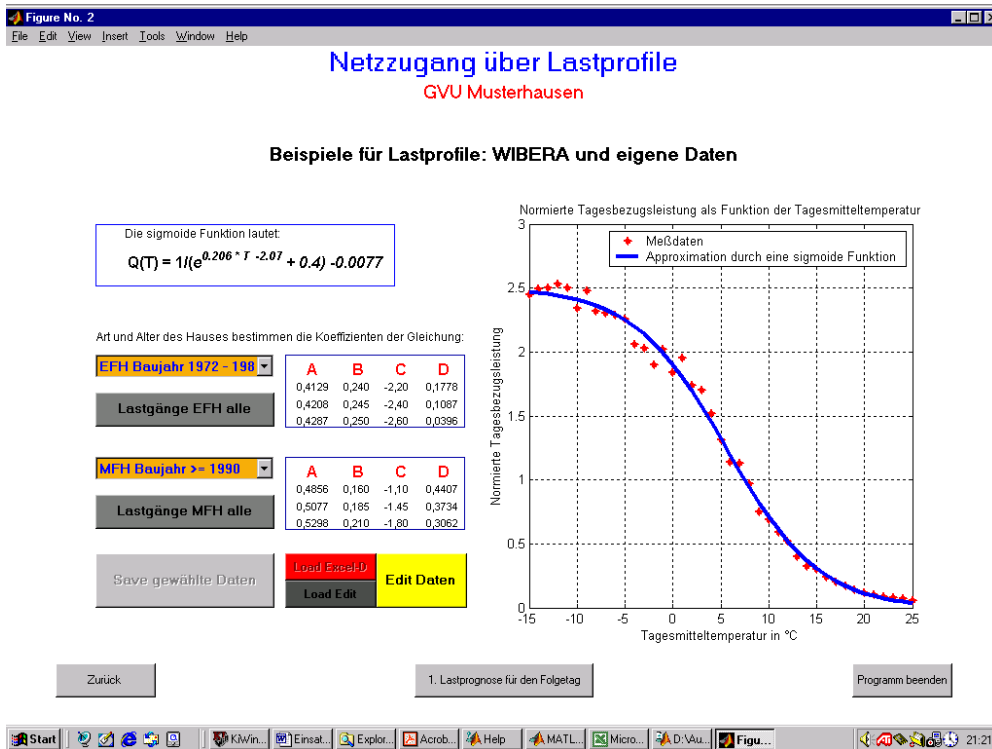 Figure No. 2
File Edit View Insert Tools Window Help
Netzzugang über Lastprofile
GVU Musterhausen
Beispiele für Lastprofile: WIBERA und eigene Daten
Die sigmoide Funktion lautet:
Q(T) = 1/(e^0.206 * T -2.07 + 0.4) -0.0077
Art und Alter des Hauses bestimmen die Koeffizienten der Gleichung:
EFH Baujahr 1972 - 198
Lastgänge EFH alle
A B C D
0,4129 0,240 -2,20 0,1778
0,4208 0,245 -2,40 0,1087
0,4287 0,250 -2,60 0,0396
MFH Baujahr >= 1990
Lastgänge MFH alle
A B C D
0,4856 0,160 -1,10 0,4407
0,5077 0,185 -1.45 0,3734
0,5298 0,210 -1,80 0,3062
Save gewählte Daten
Load Excel-D
Load Edit
Edit Daten
Normierte Tagesbezugsleistung als Funktion der Tagesmitteltemperatur
Meßdaten
Approximation durch eine sigmoide Funktion
Normierte Tagesbezugsleistung
3
2.5
2
1.5
1
0.5
0
-15 -10 -5 0 5 10 15 20 25
Tagesmitteltemperatur in °C
Zurück
1. Lastprognose für den Folgetag
Programm beenden
Start KiWin... Einsat... Explor... Acrob... Help MATL... Micro... D:\Au... Figu... 21:21